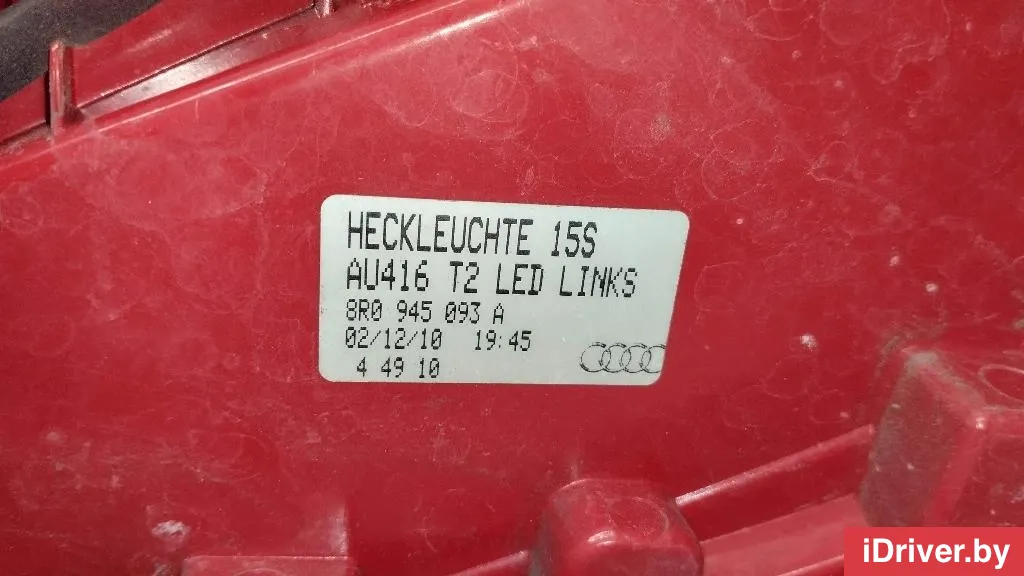 HECKLEUCHTE 15S
AU416 T2 LED LINKS
8R0 945 093 A
02/12/10 19:45
4 49 10
iDriver.by